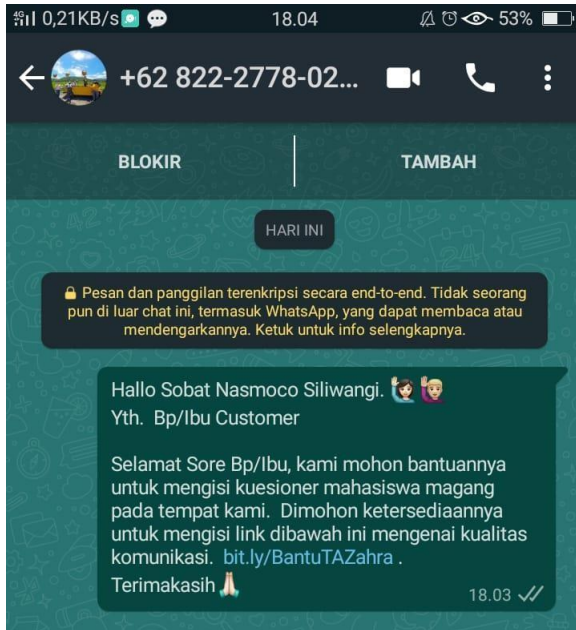 4G 0,21KB/s 18.04 53%
+62 822-2778-02...
BLOKIR TAMBAH
HARI INI
Pesan dan panggilan terenkripsi secara end-to-end. Tidak seorang
pun di luar chat ini, termasuk WhatsApp, yang dapat membaca atau
mendengarkannya. Ketuk untuk info selengkapnya.
Hallo Sobat Nasmoco Siliwangi. 🙋🏻‍♀️🙋🏼‍♂️
Yth. Bp/Ibu Customer
Selamat Sore Bp/Ibu, kami mohon bantuannya
untuk mengisi kuesioner mahasiswa magang
pada tempat kami. Dimohon ketersediaannya
untuk mengisi link dibawah ini mengenai kualitas
komunikasi. bit.ly/BantuTAZahra .
Terimakasih 🙏🏻
18.03